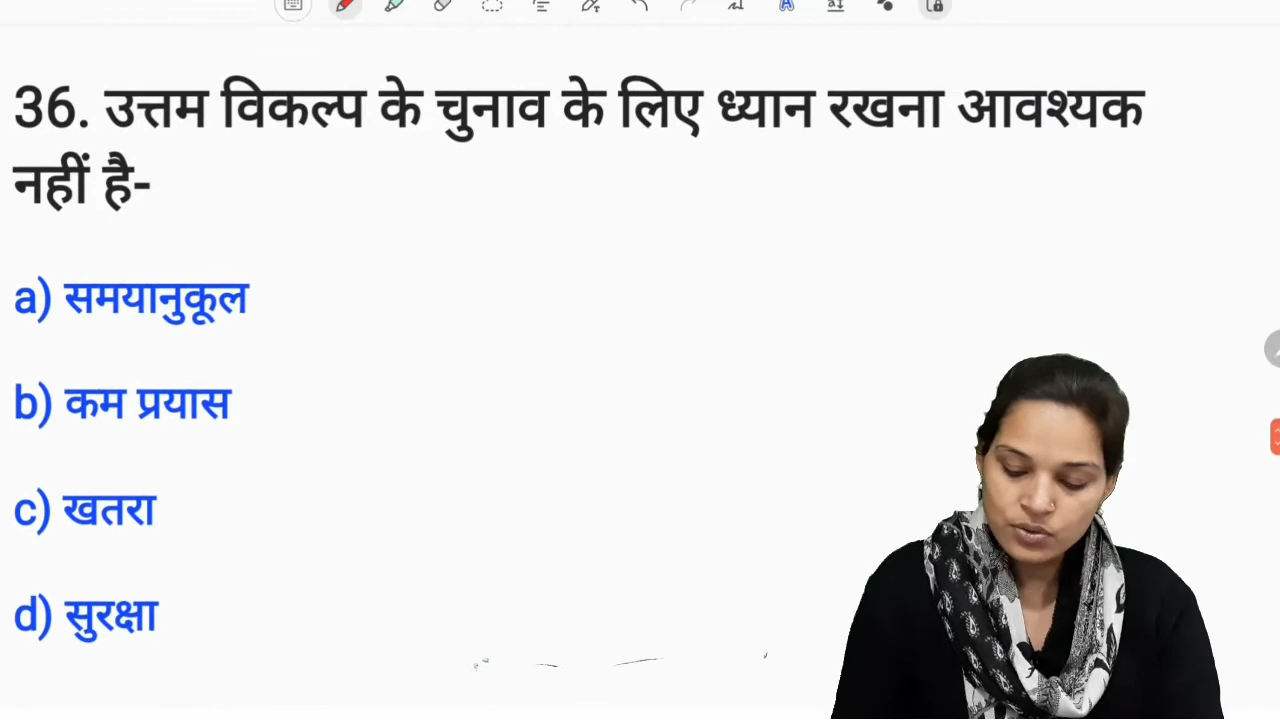 36. उत्तम विकल्प के चुनाव के लिए ध्यान रखना आवश्यक
नहीं है-
a) समयानुकूल
b) कम प्रयास
c) खतरा
d) सुरक्षा